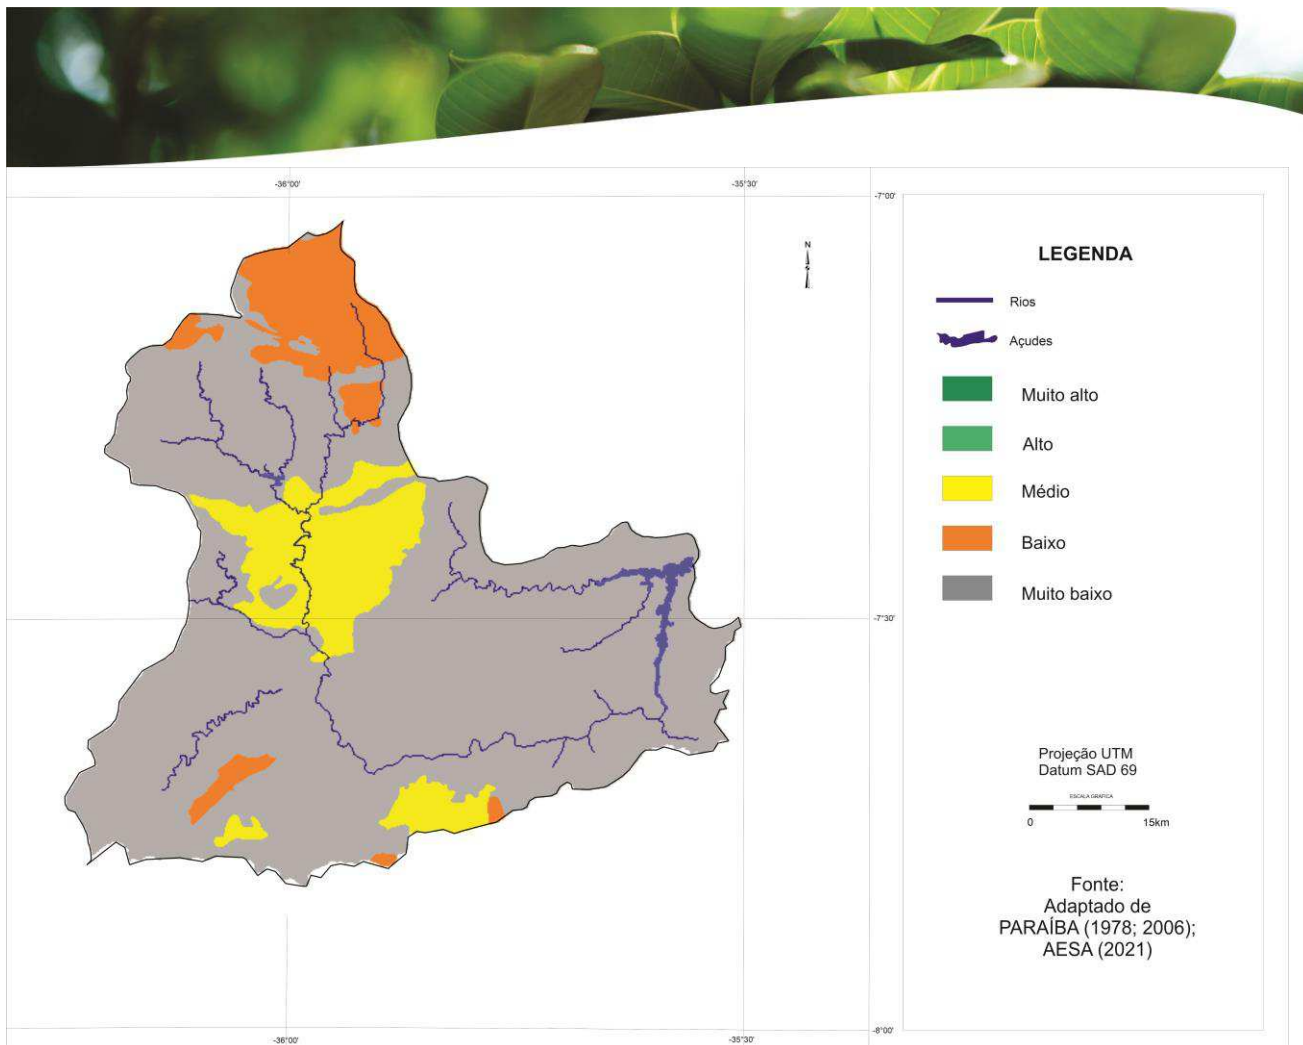 -36°00'
-35°30'
-7°00'
N
LEGENDA
Rios
Açudes
Muito alto
Alto
Médio
Baixo
Muito baixo
-7°30'
Projeção UTM
Datum SAD 69
ESCALA GRÁFICA
0 15km
Fonte:
Adaptado de
PARAÍBA (1978; 2006);
AESA (2021)
-8°00'
-36°00'
-35°30'